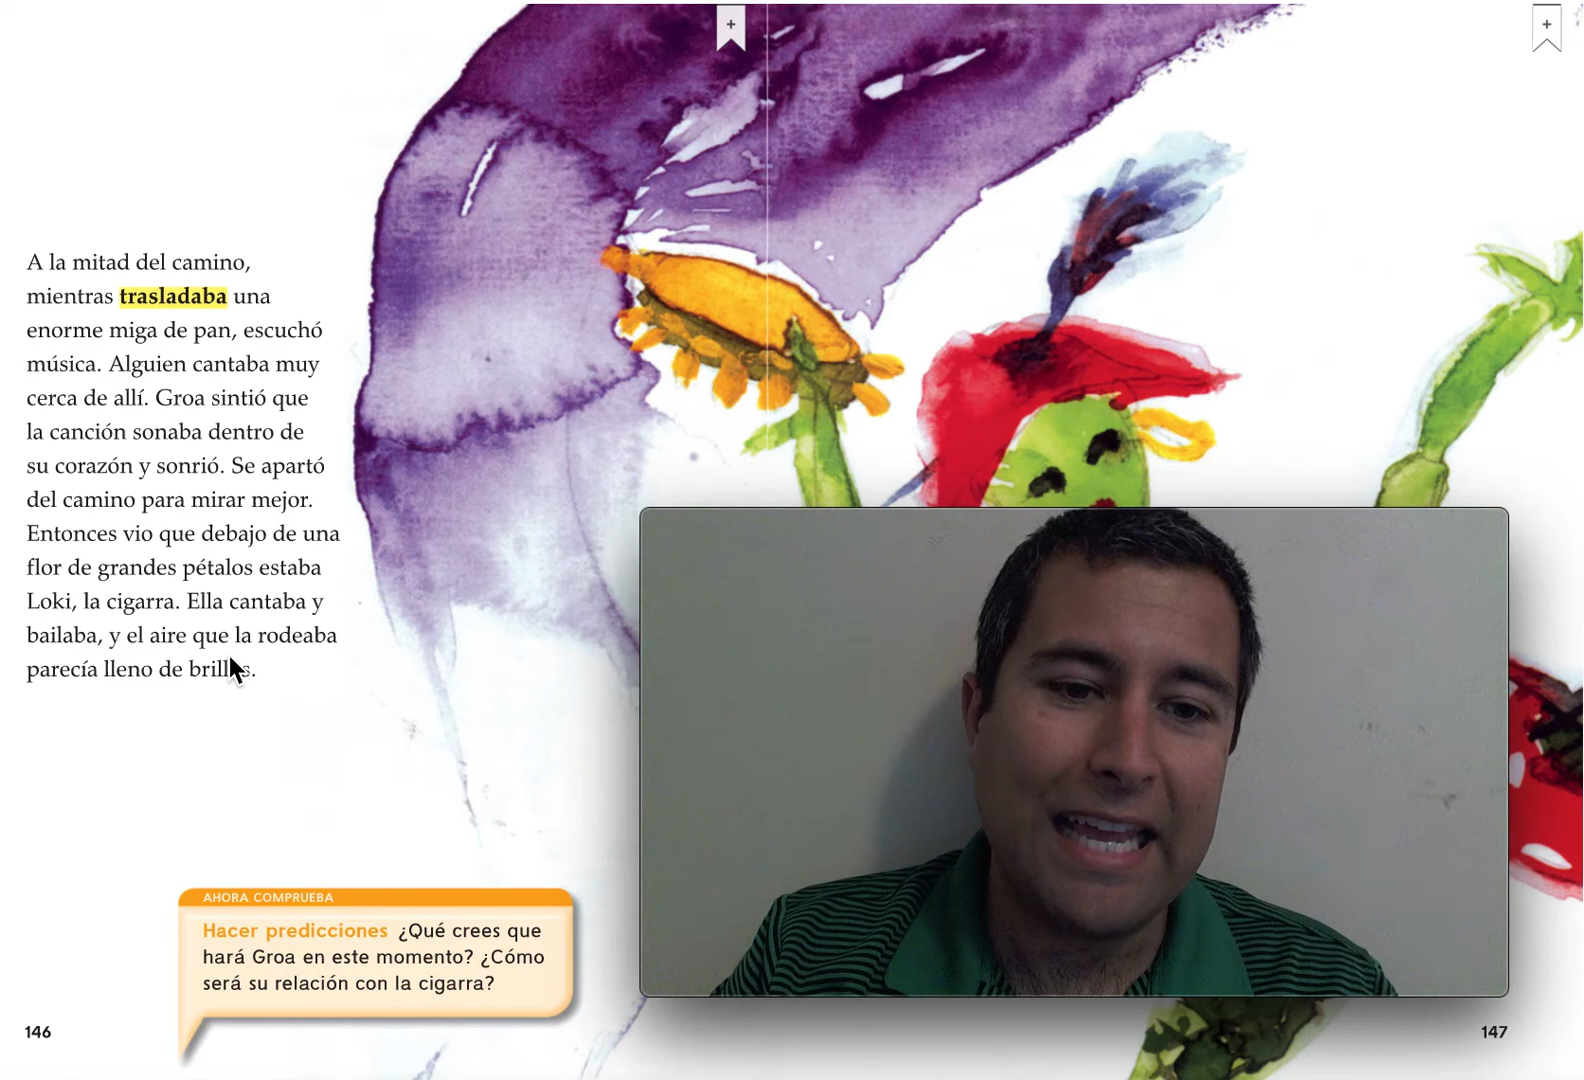 A la mitad del camino,
mientras trasladaba una
enorme miga de pan, escuchó
música. Alguien cantaba muy
cerca de allí. Groa sintió que
la canción sonaba dentro de
su corazón y sonrió. Se apartó
del camino para mirar mejor.
Entonces vio que debajo de una
flor de grandes pétalos estaba
Loki, la cigarra. Ella cantaba y
bailaba, y el aire que la rodeaba
parecía lleno de brillos.
AHORA COMPRUEBA
Hacer predicciones ¿Qué crees que
hará Groa en este momento? ¿Cómo
será su relación con la cigarra?
146
147